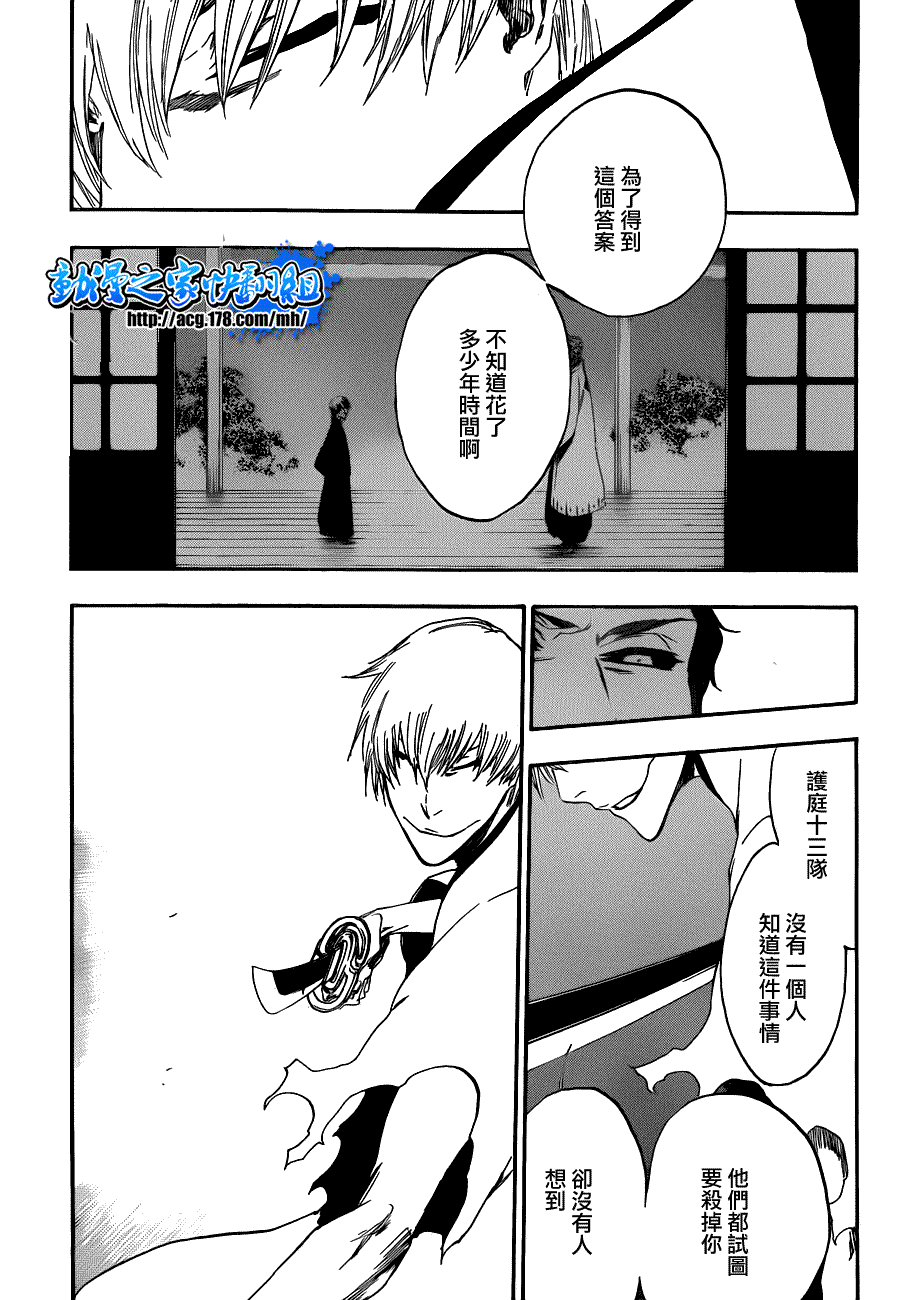 為了得到
這個答案
動漫之家快翻組
http://acg.178.com/mh/
不知道花了
多少年時間啊
護庭十三隊
沒有一個人
知道這件事情
他們都試圖
要殺掉你
卻沒有人
想到